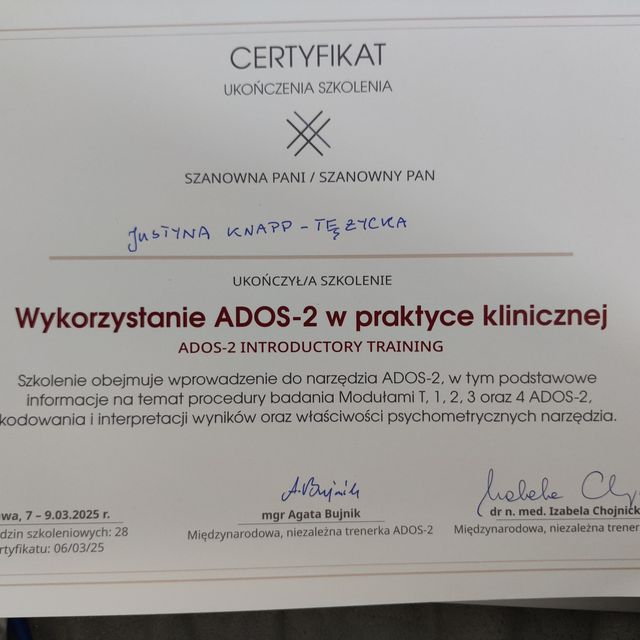 CERTYFIKAT
UKOŃCZENIA SZKOLENIA
SZANOWNA PANI / SZANOWNY PAN
JUSTYNA KNAPP - TĘŻYCKA
UKOŃCZYŁ/A SZKOLENIE
Wykorzystanie ADOS-2 w praktyce klinicznej
ADOS-2 INTRODUCTORY TRAINING
Szkolenie obejmuje wprowadzenie do narzędzia ADOS-2, w tym podstawowe
informacje na temat procedury badania Modułami T, 1, 2, 3 oraz 4 ADOS-2,
kodowania i interpretacji wyników oraz właściwości psychometrycznych narzędzia.
A. Bujnik
wa, 7 – 9.03.2025 r.
dzin szkoleniowych: 28
rtyfikatu: 06/03/25
mgr Agata Bujnik
Międzynarodowa, niezależna trenerka ADOS-2
dr n. med. Izabela Chojnick
Międzynarodowa, niezależna trener